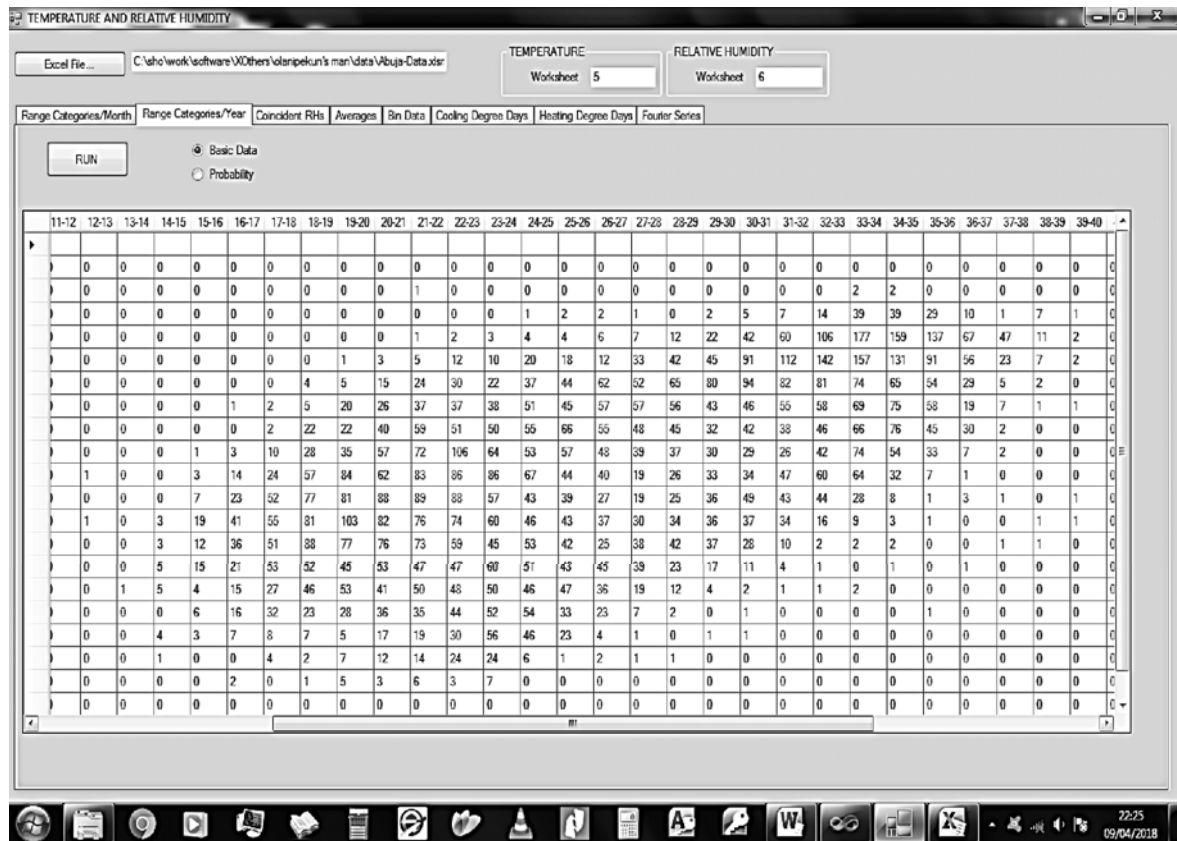 TEMPERATURE AND RELATIVE HUMIDITY
Excel File... C:\sho\work\software\XOthers\olanipekun's man\data\Abuja-Data.xlsr
TEMPERATURE
Worksheet 5
RELATIVE HUMIDITY
Worksheet 6
Range Categories/Month Range Categories/Year Coincident RHs Averages Bin Data Cooling Degree Days Heating Degree Days Fourier Series
RUN
Basic Data
Probability
11-12 12-13 13-14 14-15 15-16 16-17 17-18 18-19 19-20 20-21 21-22 22-23 23-24 24-25 25-26 26-27 27-28 28-29 29-30 30-31 31-32 32-33 33-34 34-35 35-36 36-37 37-38 38-39 39-40
0 0 0 0 0 0 0 0 0 0 0 0 0 0 0 0 0 0 0 0 0 0 0 0 0 0 0 0
0 0 0 0 0 0 0 0 0 1 0 0 0 0 0 0 0 0 0 0 0 2 2 0 0 0 0 0
0 0 0 0 0 0 0 0 0 0 0 0 1 2 2 1 0 2 5 7 14 39 39 29 10 1 7 1
0 0 0 0 0 0 0 0 0 1 2 3 4 4 6 7 12 22 42 60 106 177 159 137 67 47 11 2
0 0 0 0 0 0 0 1 3 5 12 10 20 18 12 33 42 45 91 112 142 157 131 91 56 23 7 2
0 0 0 0 0 0 4 5 15 24 30 22 37 44 62 52 65 80 94 82 81 74 65 54 29 5 2 0
0 0 0 0 1 2 5 20 26 37 37 38 51 45 57 57 56 43 46 55 58 69 75 58 19 7 1 1
0 0 0 0 0 2 22 22 40 59 51 50 55 66 55 48 45 32 42 38 46 66 76 45 30 2 0 0
0 0 0 1 3 10 28 35 57 72 106 64 53 57 48 39 37 30 29 26 42 74 54 33 7 2 0 0
1 0 0 3 14 24 57 84 62 83 86 86 67 44 40 19 26 33 34 47 60 64 32 7 1 0 0 0
0 0 0 7 23 52 77 81 88 89 88 57 43 39 27 19 25 36 49 43 44 28 8 1 3 1 0 1
1 0 3 19 41 55 81 103 82 76 74 60 46 43 37 30 34 36 37 34 16 9 3 1 0 0 1 1
0 0 3 12 36 51 88 77 76 73 59 45 53 42 25 38 42 37 28 10 2 2 2 0 0 1 1 0
0 0 5 15 21 53 52 45 53 47 47 60 51 43 45 39 23 17 11 4 1 0 1 0 1 0 0 0
0 1 5 4 15 27 46 53 41 50 48 50 46 47 36 19 12 4 2 1 1 2 0 0 0 0 0 0
0 0 0 6 16 32 23 28 36 35 44 52 54 33 23 7 2 0 1 0 0 0 0 1 0 0 0 0
0 0 4 3 7 8 7 5 17 19 30 56 46 23 4 1 0 1 1 0 0 0 0 0 0 0 0 0
0 0 1 0 0 4 2 7 12 14 24 24 6 1 2 1 1 0 0 0 0 0 0 0 0 0 0 0
0 0 0 0 2 0 1 5 3 6 3 7 0 0 0 0 0 0 0 0 0 0 0 0 0 0 0 0
0 0 0 0 0 0 0 0 0 0 0 0 0 0 0 0 0 0 0 0 0 0 0 0 0 0 0 0
22:25
09/04/2018